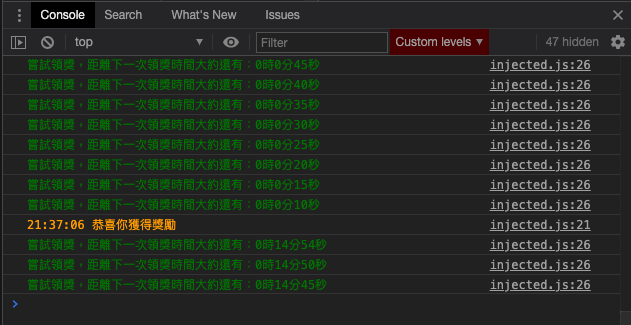 Console Search What's New Issues
top Filter Custom levels 47 hidden
嘗試領獎，距離下一次領獎時間大約還有：0時0分45秒 injected.js:26
嘗試領獎，距離下一次領獎時間大約還有：0時0分40秒 injected.js:26
嘗試領獎，距離下一次領獎時間大約還有：0時0分35秒 injected.js:26
嘗試領獎，距離下一次領獎時間大約還有：0時0分30秒 injected.js:26
嘗試領獎，距離下一次領獎時間大約還有：0時0分25秒 injected.js:26
嘗試領獎，距離下一次領獎時間大約還有：0時0分20秒 injected.js:26
嘗試領獎，距離下一次領獎時間大約還有：0時0分15秒 injected.js:26
嘗試領獎，距離下一次領獎時間大約還有：0時0分10秒 injected.js:26
21:37:06 恭喜你獲得獎勵 injected.js:21
嘗試領獎，距離下一次領獎時間大約還有：0時14分54秒 injected.js:26
嘗試領獎，距離下一次領獎時間大約還有：0時14分50秒 injected.js:26
嘗試領獎，距離下一次領獎時間大約還有：0時14分45秒 injected.js:26